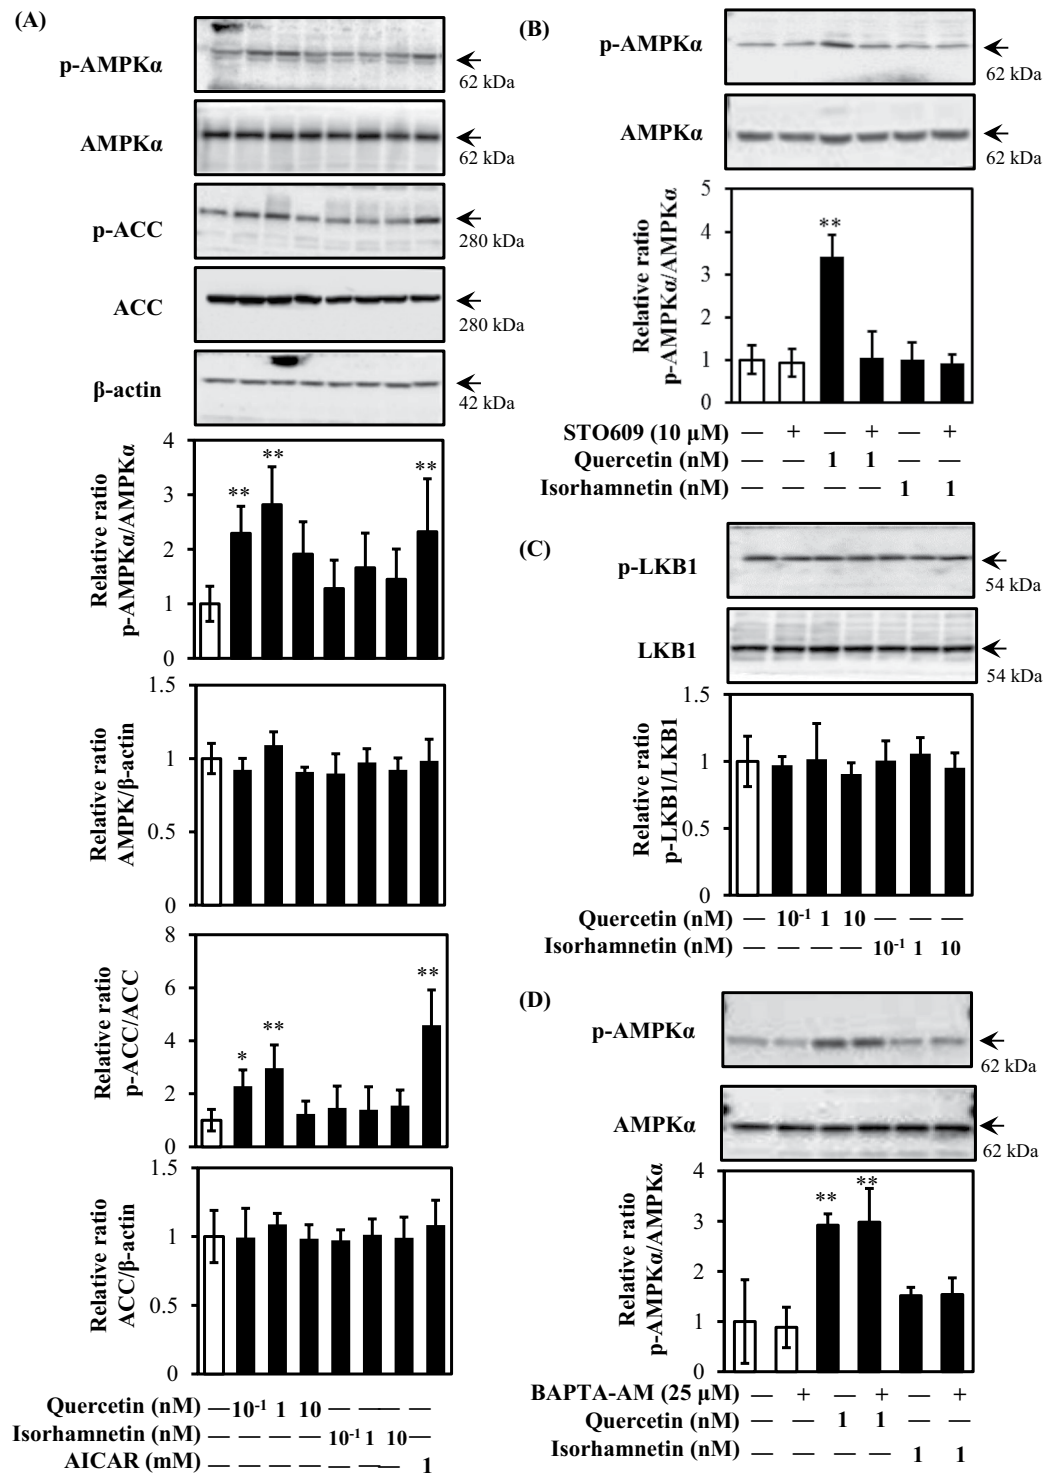 (A)
p-AMPKα
62 kDa
AMPKα
62 kDa
p-ACC
280 kDa
ACC
280 kDa
β-actin
42 kDa
Relative ratio
p-AMPKα/AMPKα
4
3
2
1
0
** ** **
Relative ratio
AMPK/β-actin
1.5
1
0.5
0
Relative ratio
p-ACC/ACC
8
6
4
2
0
* ** **
Relative ratio
ACC/β-actin
1.5
1
0.5
0
Quercetin (nM) — 10⁻¹ 1 10 — — — —
Isorhamnetin (nM) — — — — 10⁻¹ 1 10 —
AICAR (mM) — — — — — — — 1
(B)
p-AMPKα
62 kDa
AMPKα
62 kDa
Relative ratio
p-AMPKα/AMPKα
5
4
3
2
1
0
**
STO609 (10 μM) — + — + — +
Quercetin (nM) — — 1 1 — —
Isorhamnetin (nM) — — — — 1 1
(C)
p-LKB1
54 kDa
LKB1
54 kDa
Relative ratio
p-LKB1/LKB1
1.5
1
0.5
0
Quercetin (nM) — 10⁻¹ 1 10 — — —
Isorhamnetin (nM) — — — — 10⁻¹ 1 10
(D)
p-AMPKα
62 kDa
AMPKα
62 kDa
Relative ratio
p-AMPKα/AMPKα
4
3
2
1
0
** **
BAPTA-AM (25 μM) — + — + — +
Quercetin (nM) — — 1 1 — —
Isorhamnetin (nM) — — — — 1 1